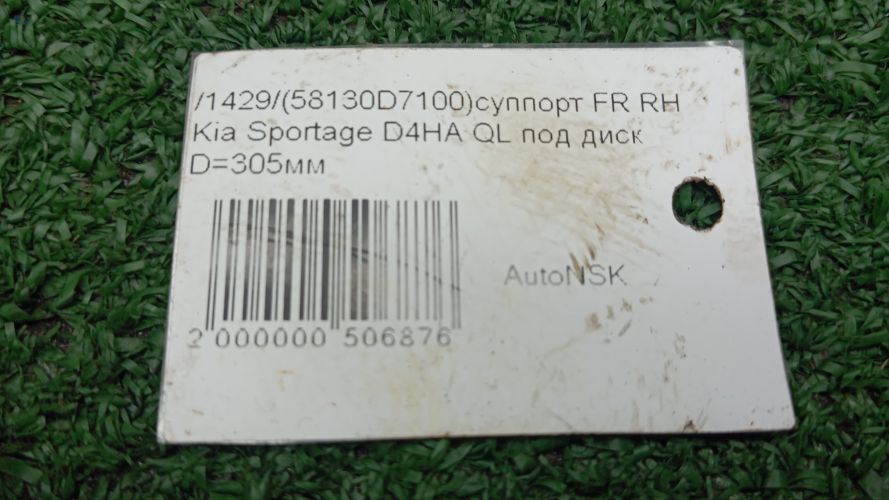 /1429/(58130D7100)суппорт FR RH
Kia Sportage D4HA QL под диск
D=305мм
AutoNSK
2 000000 506876